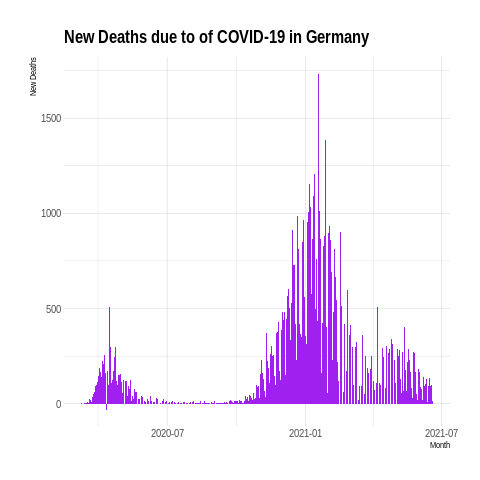 New Deaths due to of COVID-19 in Germany
New Deaths
1500
1000
500
0
2020-07
2021-01
2021-07
Month